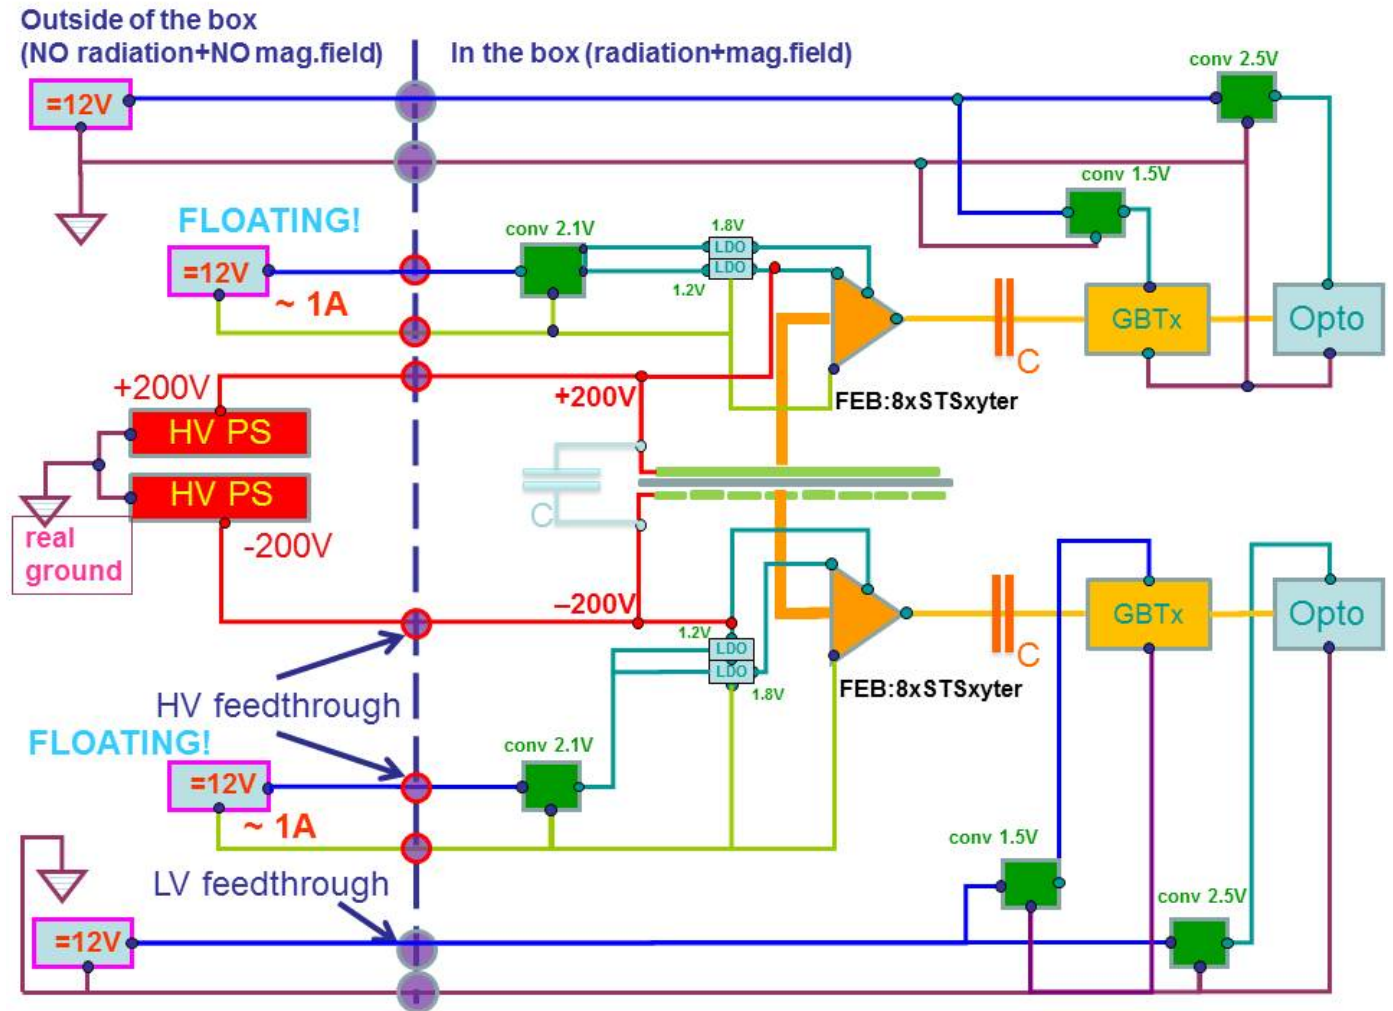 Outside of the box
(NO radiation+NO mag.field)
In the box (radiation+mag.field)
conv 2.5V
=12V
conv 1.5V
FLOATING!
conv 2.1V
1.8V
LDO
LDO
=12V
1.2V
~ 1A
GBTx
Opto
C
+200V
+200V
FEB:8xSTSxyter
HV PS
HV PS
C
real
ground
-200V
–200V
1.2V
LDO
LDO
1.8V
GBTx
Opto
C
FEB:8xSTSxyter
HV feedthrough
FLOATING!
conv 2.1V
=12V
~ 1A
conv 1.5V
LV feedthrough
conv 2.5V
=12V